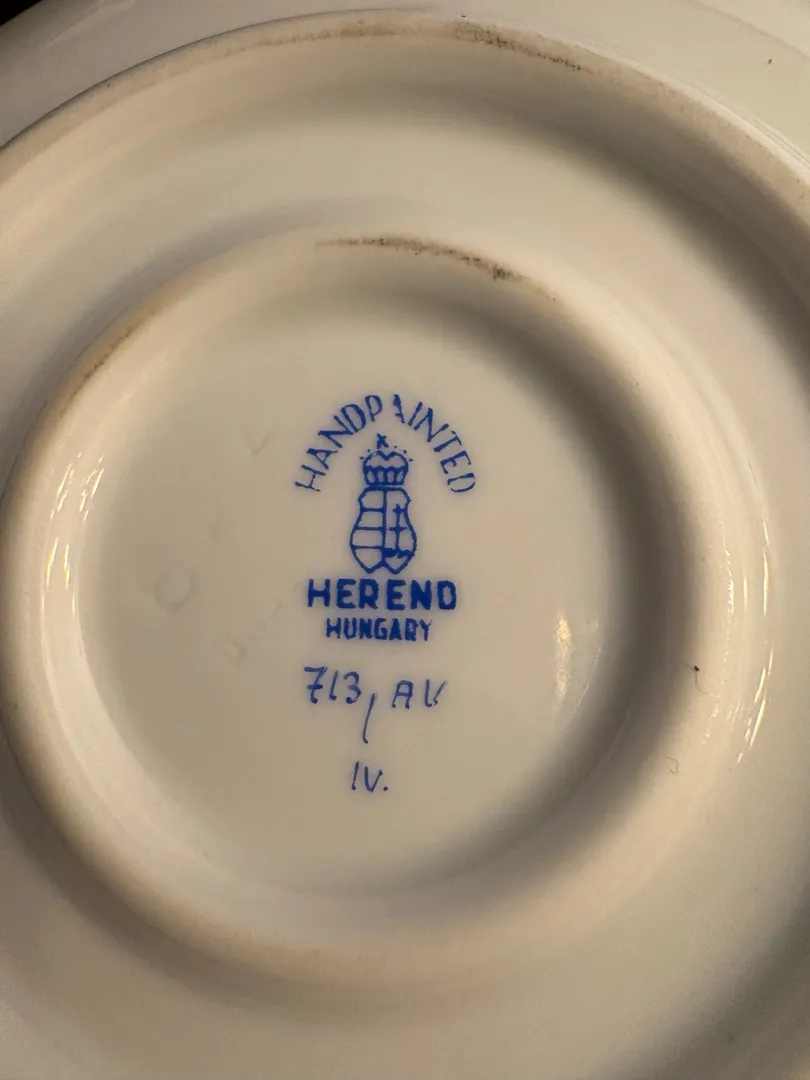 HANDPAINTED
HEREND
HUNGARY
713, AV
IV.